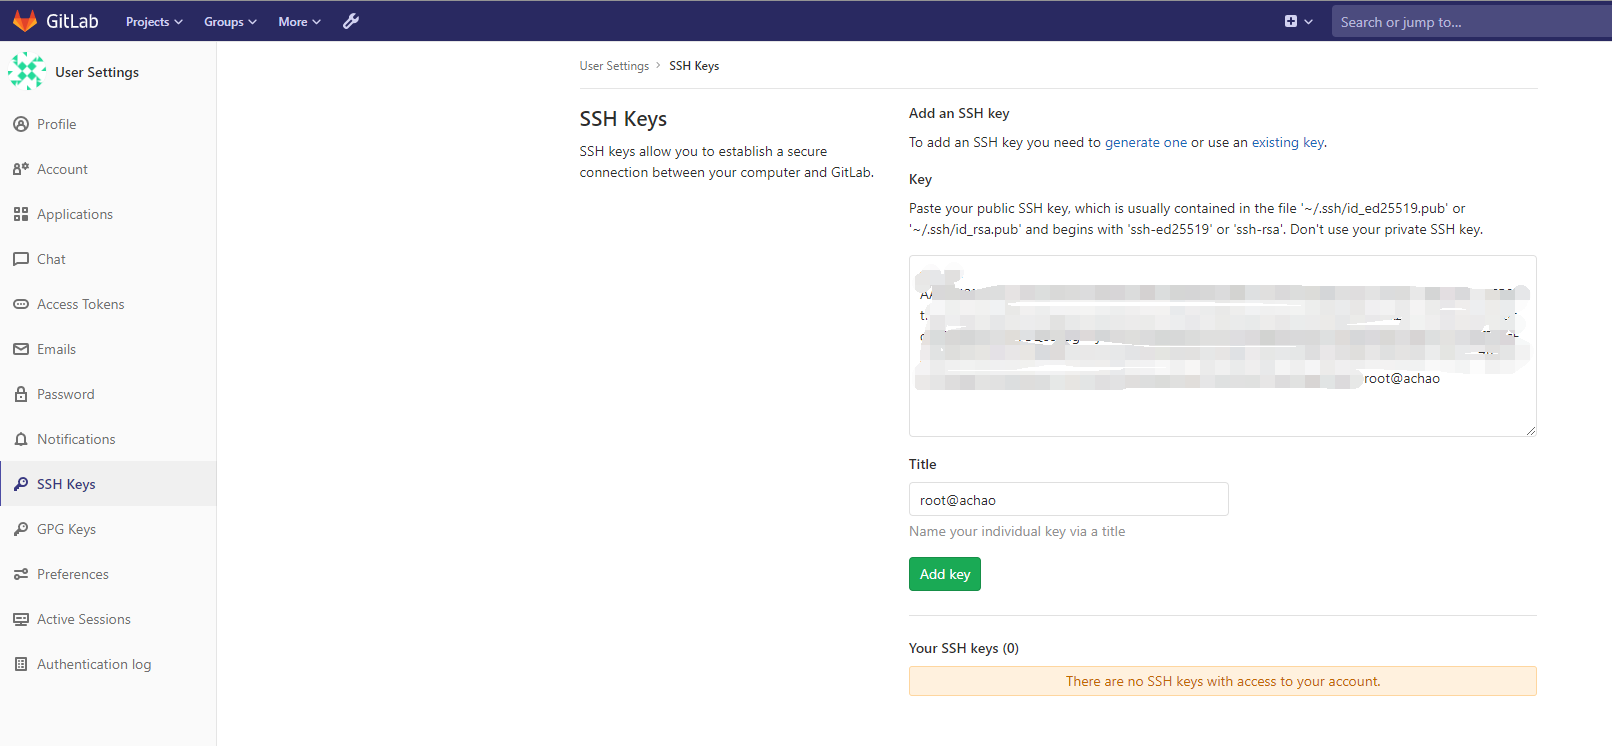 GitLab
Projects
Groups
More
Search or jump to...
User Settings
Profile
Account
Applications
Chat
Access Tokens
Emails
Password
Notifications
SSH Keys
GPG Keys
Preferences
Active Sessions
Authentication log
User Settings > SSH Keys
SSH Keys
SSH keys allow you to establish a secure
connection between your computer and GitLab.
Add an SSH key
To add an SSH key you need to generate one or use an existing key.
Key
Paste your public SSH key, which is usually contained in the file '~/.ssh/id_ed25519.pub' or
'~/.ssh/id_rsa.pub' and begins with 'ssh-ed25519' or 'ssh-rsa'. Don't use your private SSH key.
root@achao
Title
root@achao
Name your individual key via a title
Add key
Your SSH keys (0)
There are no SSH keys with access to your account.